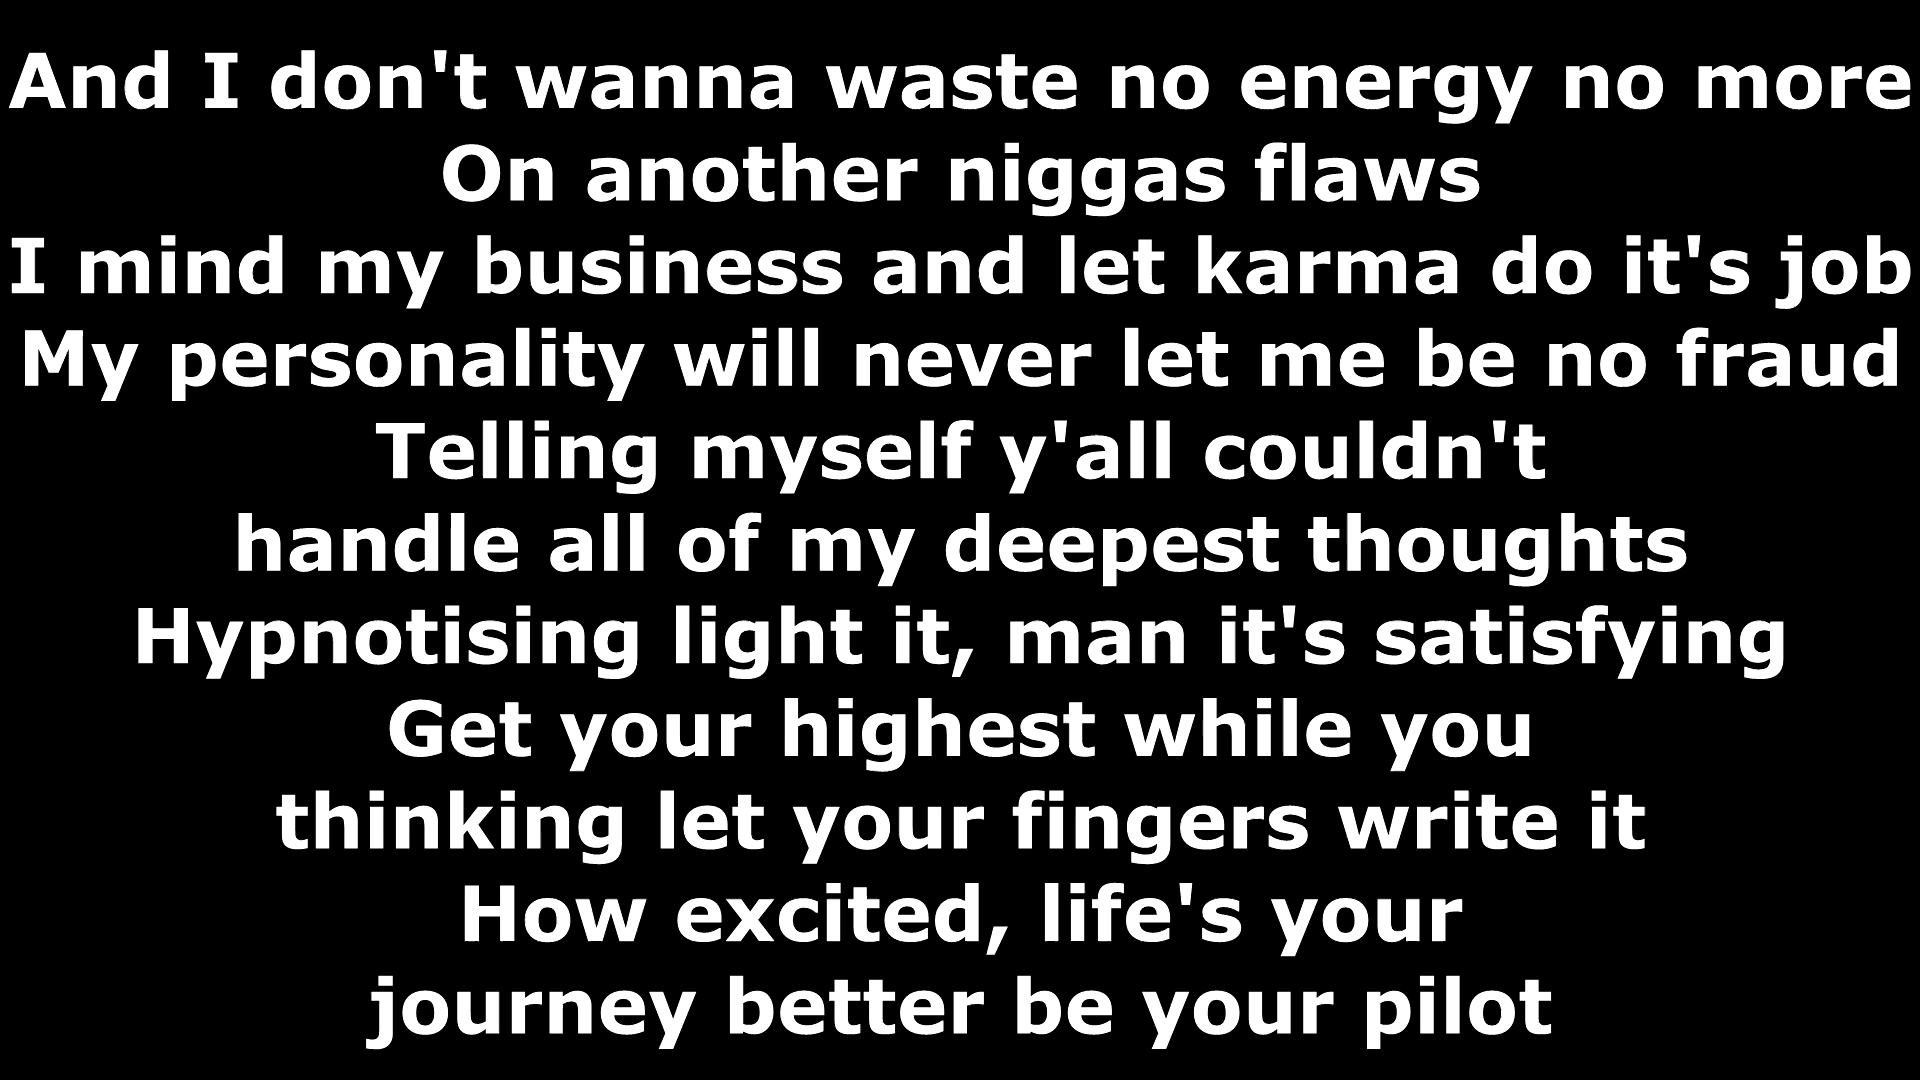 And I don't wanna waste no energy no more
On another niggas flaws
I mind my business and let karma do it's job
My personality will never let me be no fraud
Telling myself y'all couldn't
handle all of my deepest thoughts
Hypnotising light it, man it's satisfying
Get your highest while you
thinking let your fingers write it
How excited, life's your
journey better be your pilot